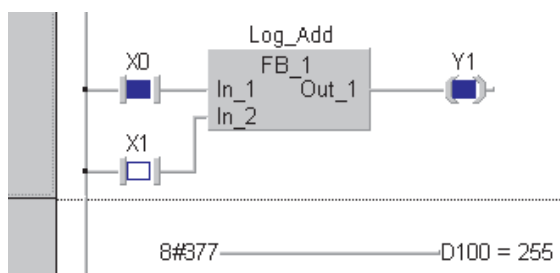 Log_Add
X0 FB_1 Y1
In_1 Out_1
In_2
X1
8#377 D100 = 255